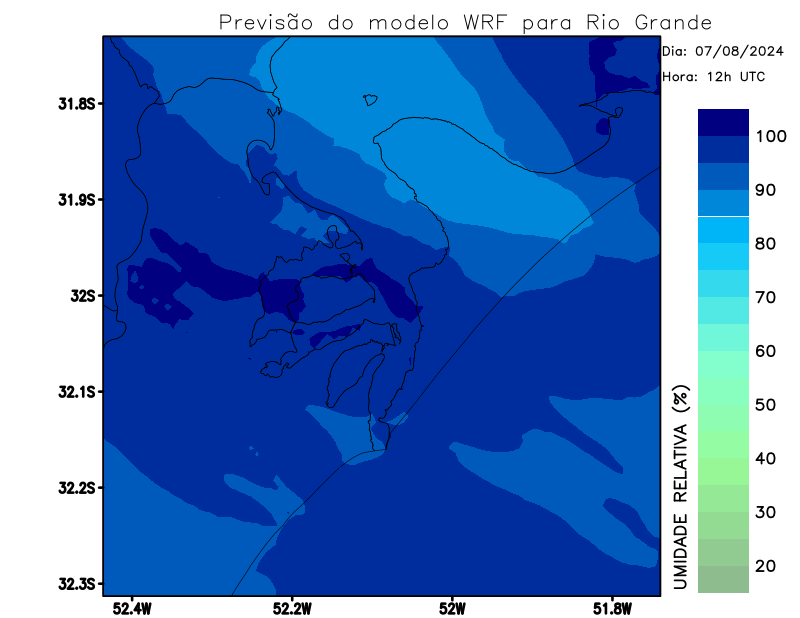 Previsão do modelo WRF para Rio Grande
Dia: 07/08/2024
Hora: 12h UTC
31.8S
31.9S
32S
32.1S
32.2S
32.3S
52.4W
52.2W
52W
51.8W
100
90
80
70
60
50
40
30
20
UMIDADE RELATIVA (%)